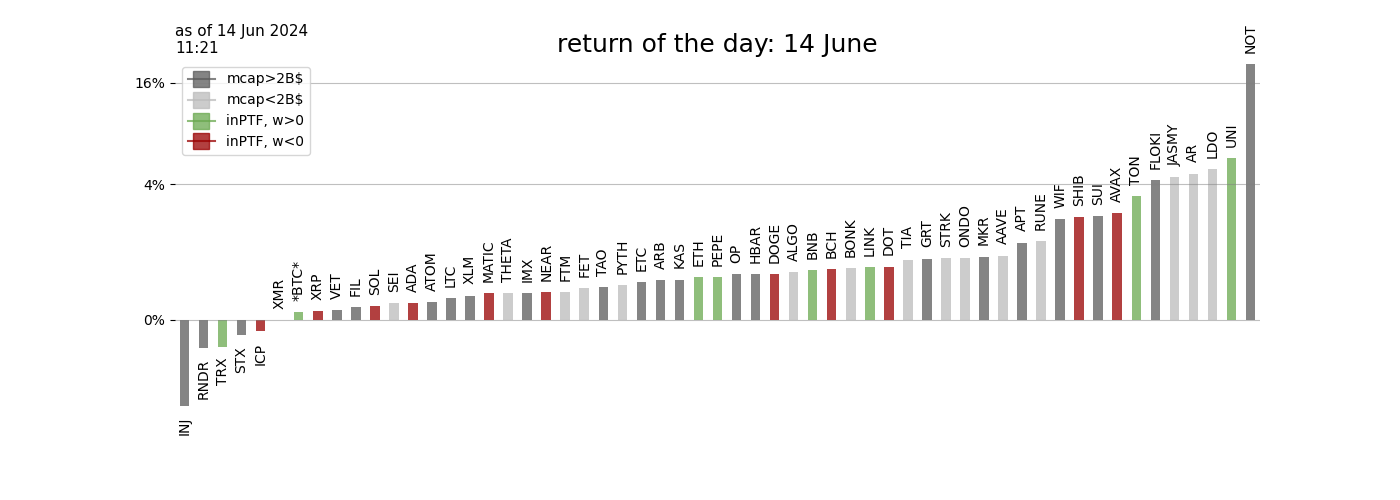 as of 14 Jun 2024
11:21
return of the day: 14 June
mcap>2B$
mcap<2B$
inPTF, w>0
inPTF, w<0
16%
4%
0%
INJ
RNDR
TRX
STX
ICP
XMR
*BTC*
XRP
VET
FIL
SOL
SEI
ADA
ATOM
LTC
XLM
MATIC
THETA
IMX
NEAR
FTM
FET
TAO
PYTH
ETC
ARB
KAS
ETH
PEPE
OP
HBAR
DOGE
ALGO
BNB
BCH
BONK
LINK
DOT
TIA
GRT
STRK
ONDO
MKR
AAVE
APT
RUNE
WIF
SHIB
SUI
AVAX
TON
FLOKI
JASMY
AR
LDO
UNI
NOT